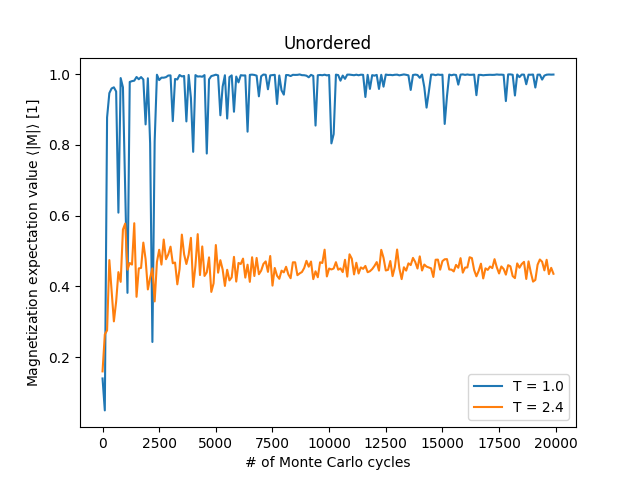 Unordered
Magnetization expectation value ⟨|M|⟩ [1]
1.0
0.8
0.6
0.4
0.2
0 2500 5000 7500 10000 12500 15000 17500 20000
# of Monte Carlo cycles
T = 1.0
T = 2.4